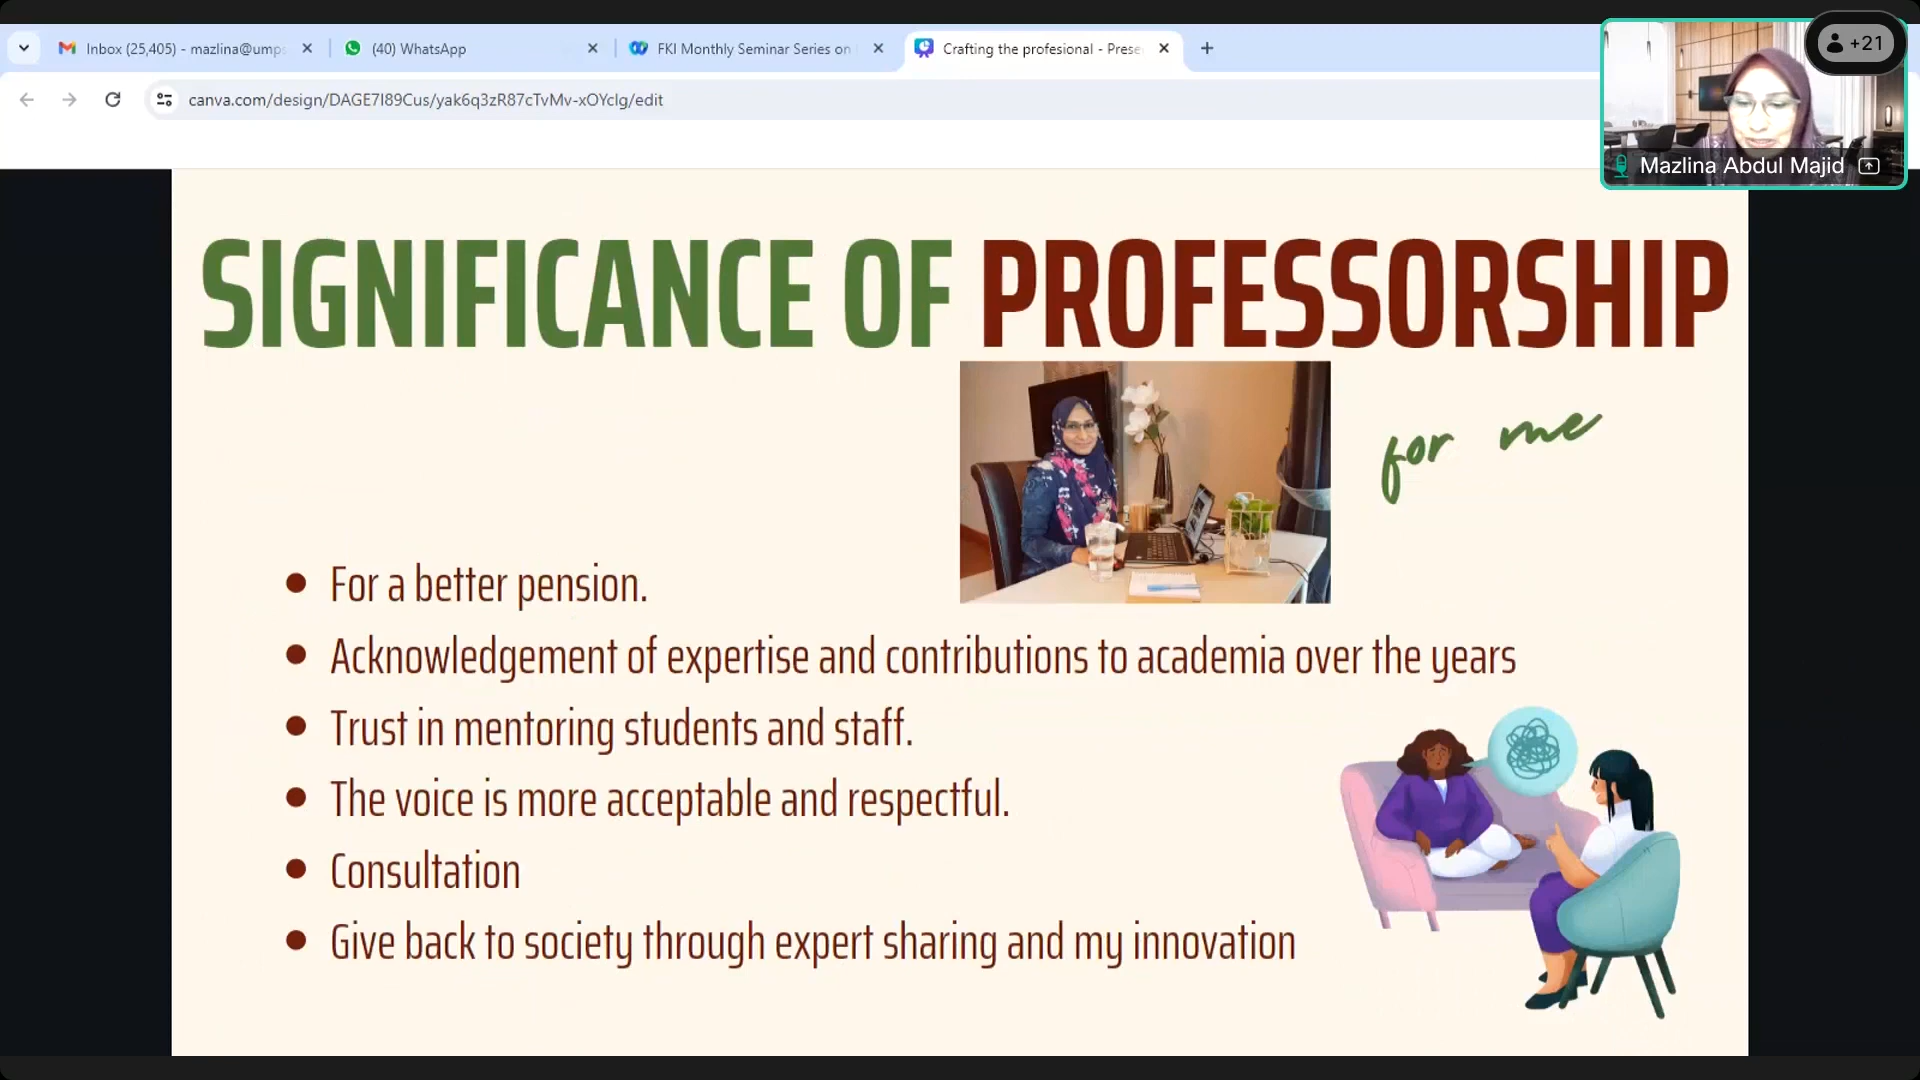 Inbox (25,405) - mazlina@ump
(40) WhatsApp
FKI Monthly Seminar Series on
Crafting the profesional - Prese
+21
canva.com/design/DAGE7I89Cus/yak6q3zR87cTvMv-xOYclg/edit
Mazlina Abdul Majid
SIGNIFICANCE OF PROFESSORSHIP
for me
For a better pension.
Acknowledgement of expertise and contributions to academia over the years
Trust in mentoring students and staff.
The voice is more acceptable and respectful.
Consultation
Give back to society through expert sharing and my innovation